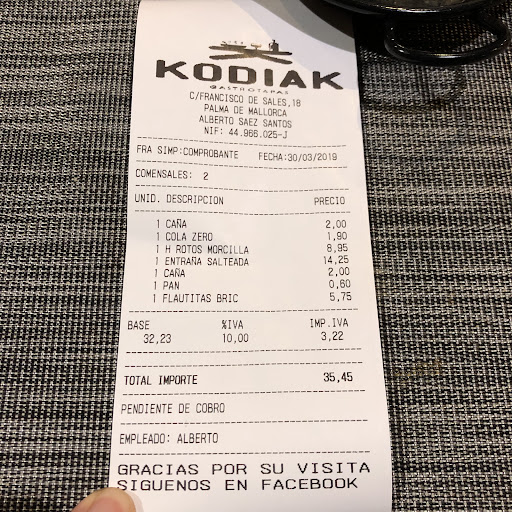 KODIAK
GASTROTAPAS
C/FRANCISCO DE SALES,18
PALMA DE MALLORCA
ALBERTO SAEZ SANTOS
NIF: 44.966.025-J
FRA SIMP:COMPROBANTE FECHA:30/03/2019
COMENSALES: 2
UNID. DESCRIPCION PRECIO
1 CAÑA 2,00
1 COLA ZERO 1,90
1 H ROTOS MORCILLA 8,95
1 ENTRAÑA SALTEADA 14,25
1 CAÑA 2,00
1 PAN 0,60
1 FLAUTITAS BRIC 5,75
BASE %IVA IMP.IVA
32,23 10,00 3,22
TOTAL IMPORTE 35,45
PENDIENTE DE COBRO
EMPLEADO: ALBERTO
GRACIAS POR SU VISITA
SIGUENOS EN FACEBOOK